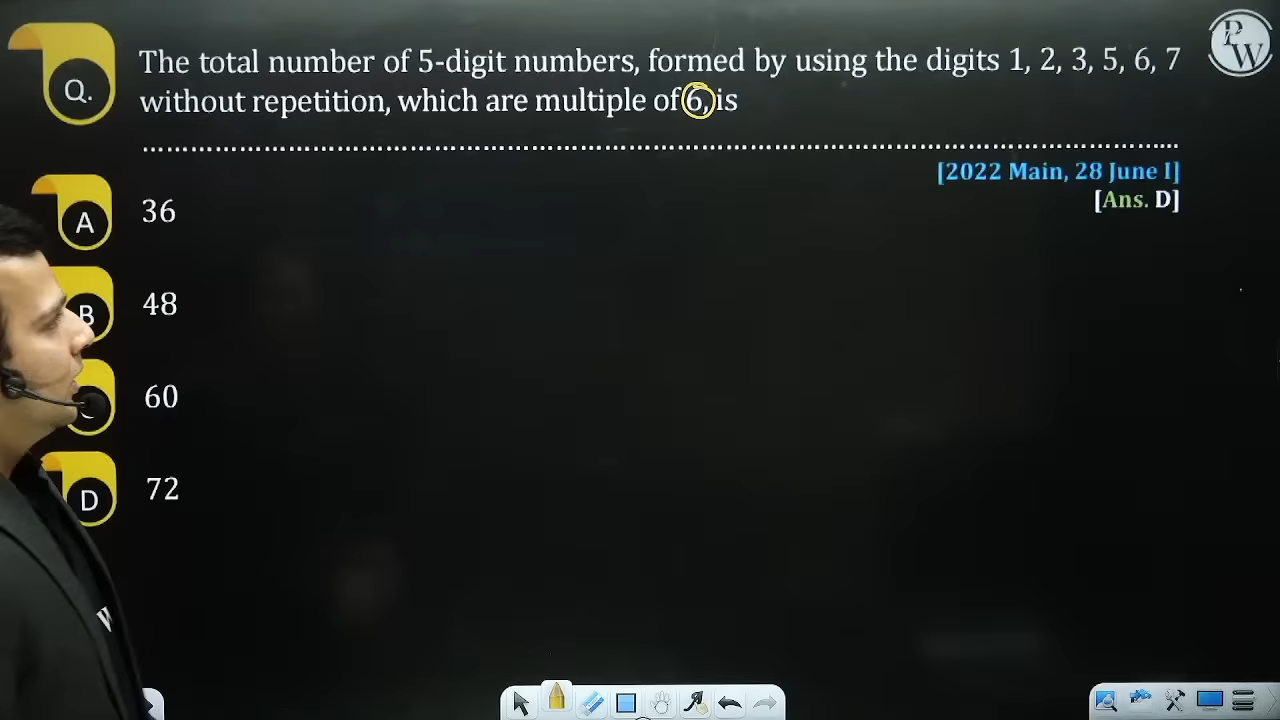 Q.
The total number of 5-digit numbers, formed by using the digits 1, 2, 3, 5, 6, 7
without repetition, which are multiple of 6, is
[2022 Main, 28 June I]
[Ans. D]
A 36
B 48
60
D 72
PW
W